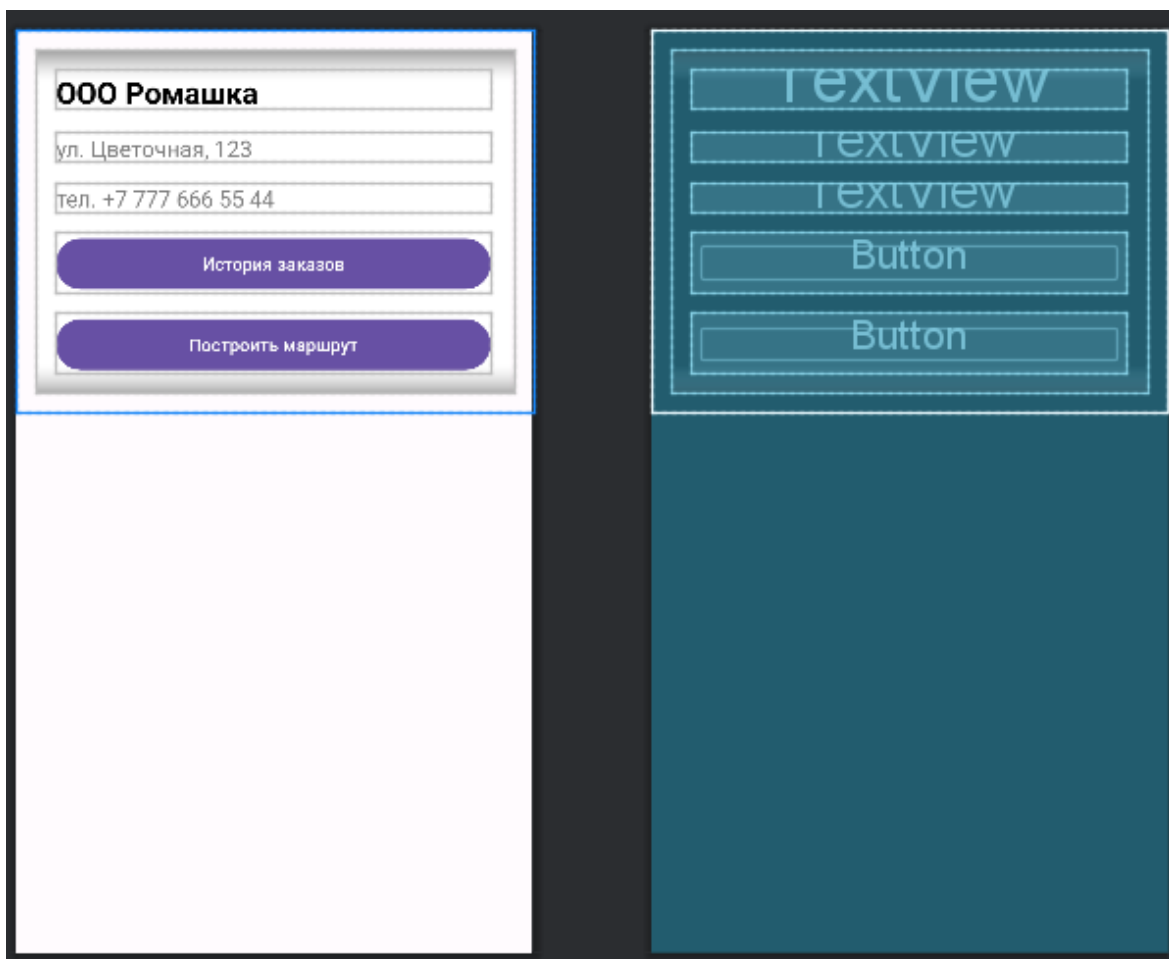 ООО Ромашка
ул. Цветочная, 123
тел. +7 777 666 55 44
История заказов
Построить маршрут
TextView
TextView
TextView
Button
Button